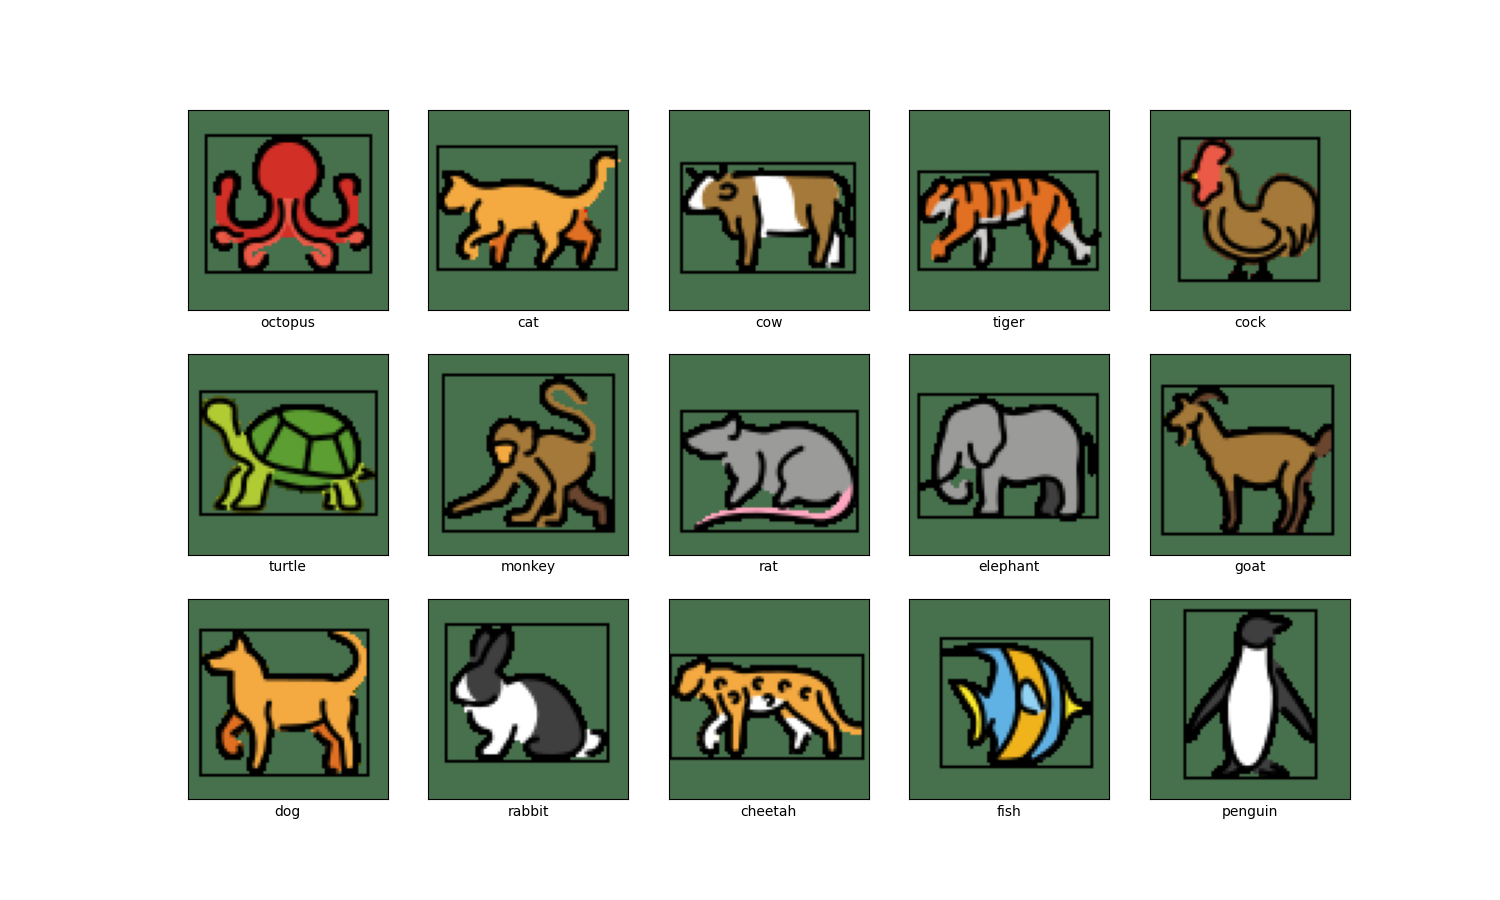 octopus
cat
cow
tiger
cock
turtle
monkey
rat
elephant
goat
dog
rabbit
cheetah
fish
penguin